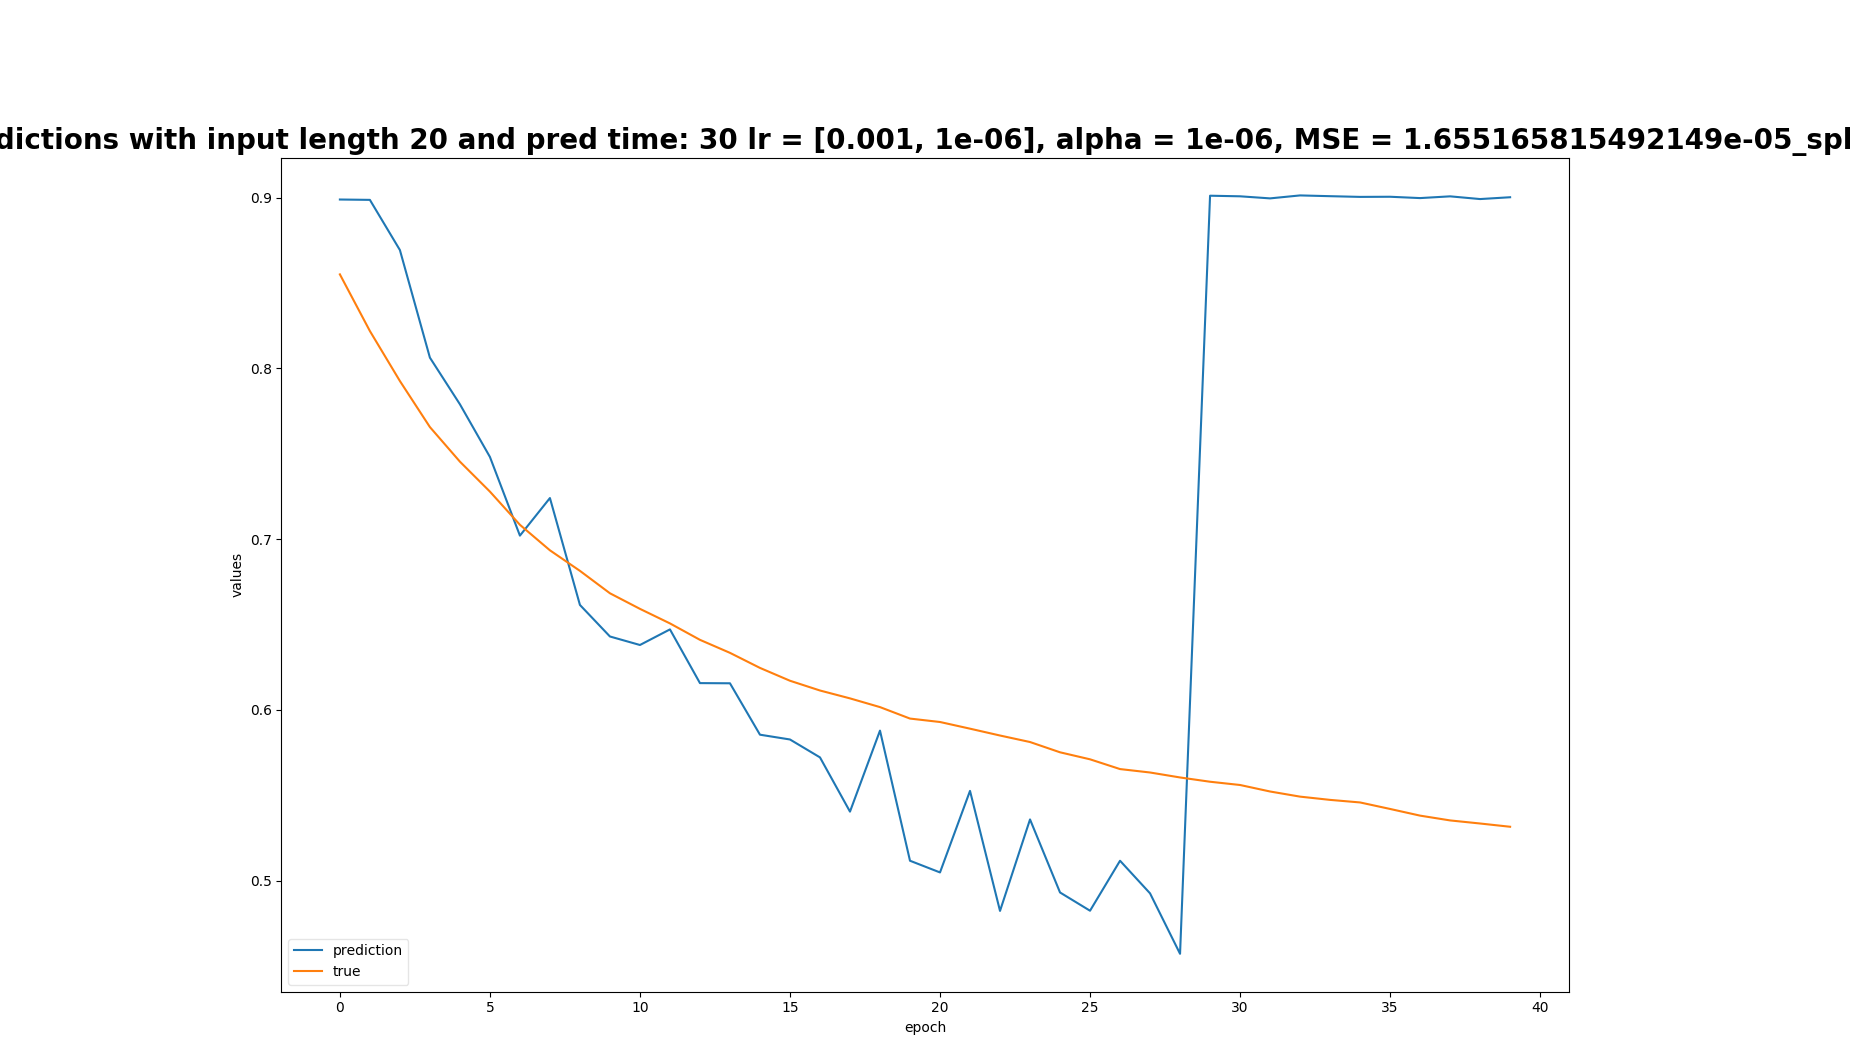 dictions with input length 20 and pred time: 30 lr = [0.001, 1e-06], alpha = 1e-06, MSE = 1.655165815492149e-05_spl
0.9
0.8
0.7
0.6
0.5
values
prediction
true
0 5 10 15 20 25 30 35 40
epoch